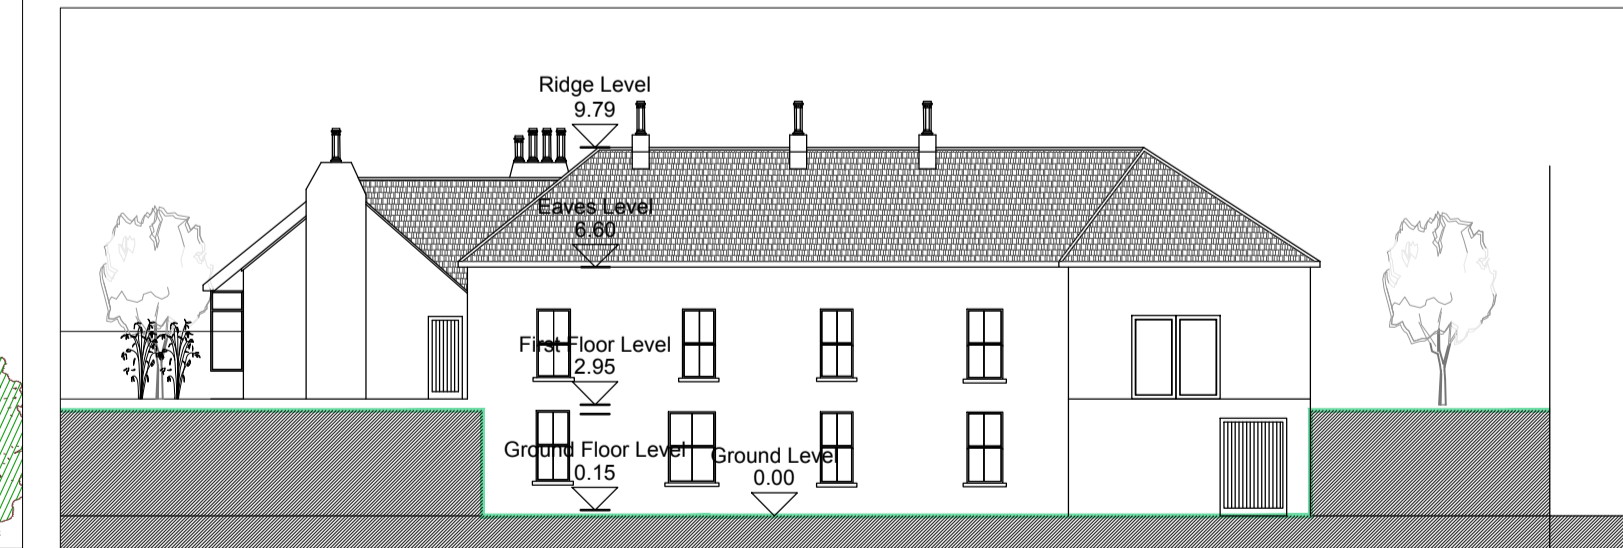 Ridge Level
9.79
Eaves Level
6.60
First Floor Level
2.95
Ground Floor Level
0.15
Ground Level
0.00